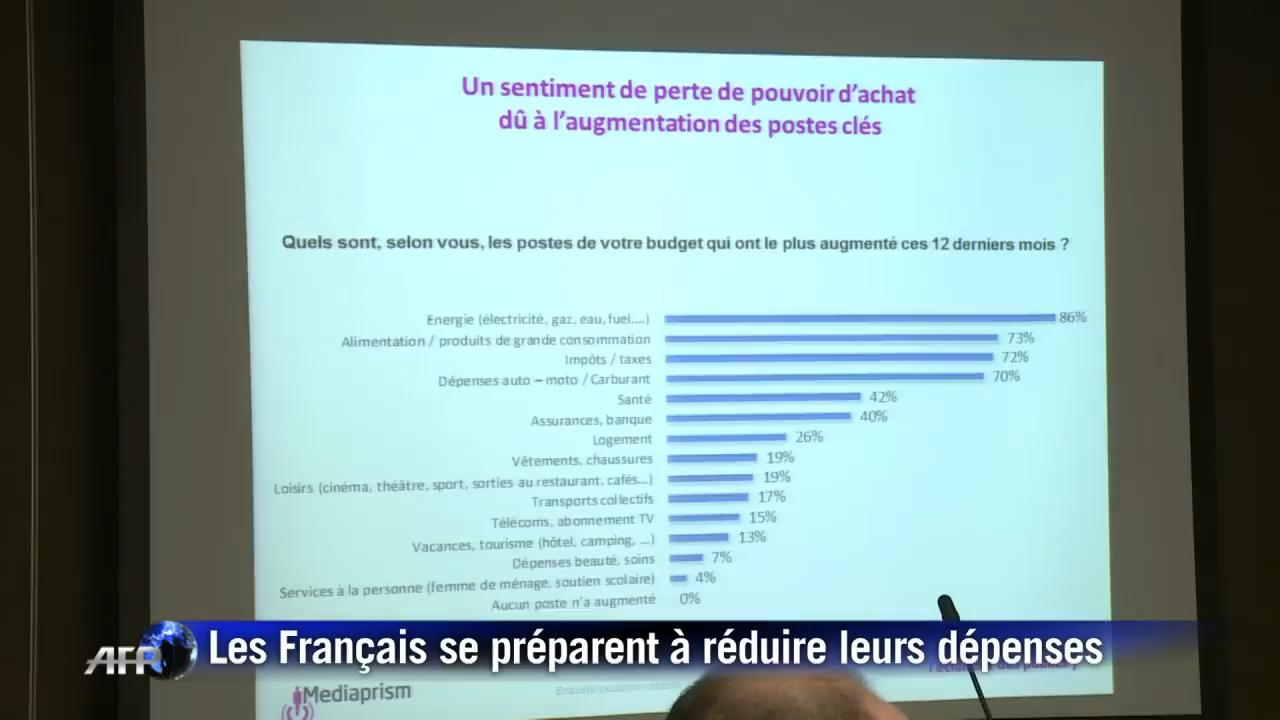 Un sentiment de perte de pouvoir d'achat
dû à l'augmentation des postes clés
Quels sont, selon vous, les postes de votre budget qui ont le plus augmenté ces 12 derniers mois ?
Energie (électricité, gaz, eau, fuel,...) 86%
Alimentation / produits de grande consommation 73%
Impôts / taxes 72%
Dépenses auto – moto / Carburant 70%
Santé 42%
Assurances, banque 40%
Logement 26%
Vêtements, chaussures 19%
Loisirs (cinéma, théâtre, sport, sorties au restaurant, cafés...) 19%
Transports collectifs 17%
Télécoms, abonnement TV 15%
Vacances, tourisme (hôtel, camping, ...) 13%
Dépenses beauté, soins 7%
Services à la personne (femme de ménage, soutien scolaire) 4%
Aucun poste n'a augmenté 0%
AFP Les Français se préparent à réduire leurs dépenses
Mediaprism